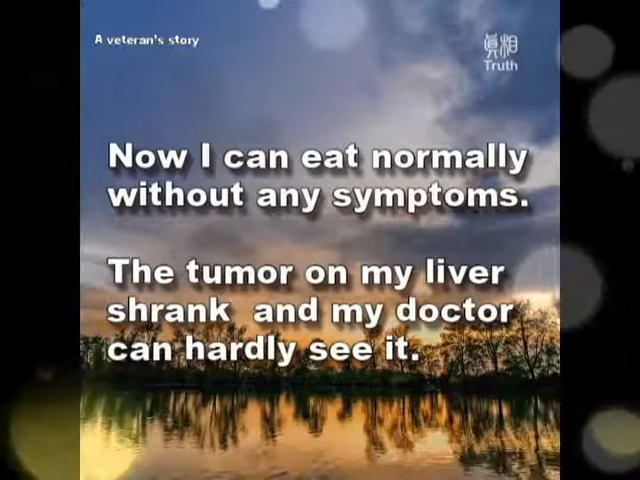 A veteran's story
真相
Truth
Now I can eat normally
without any symptoms.
The tumor on my liver
shrank and my doctor
can hardly see it.